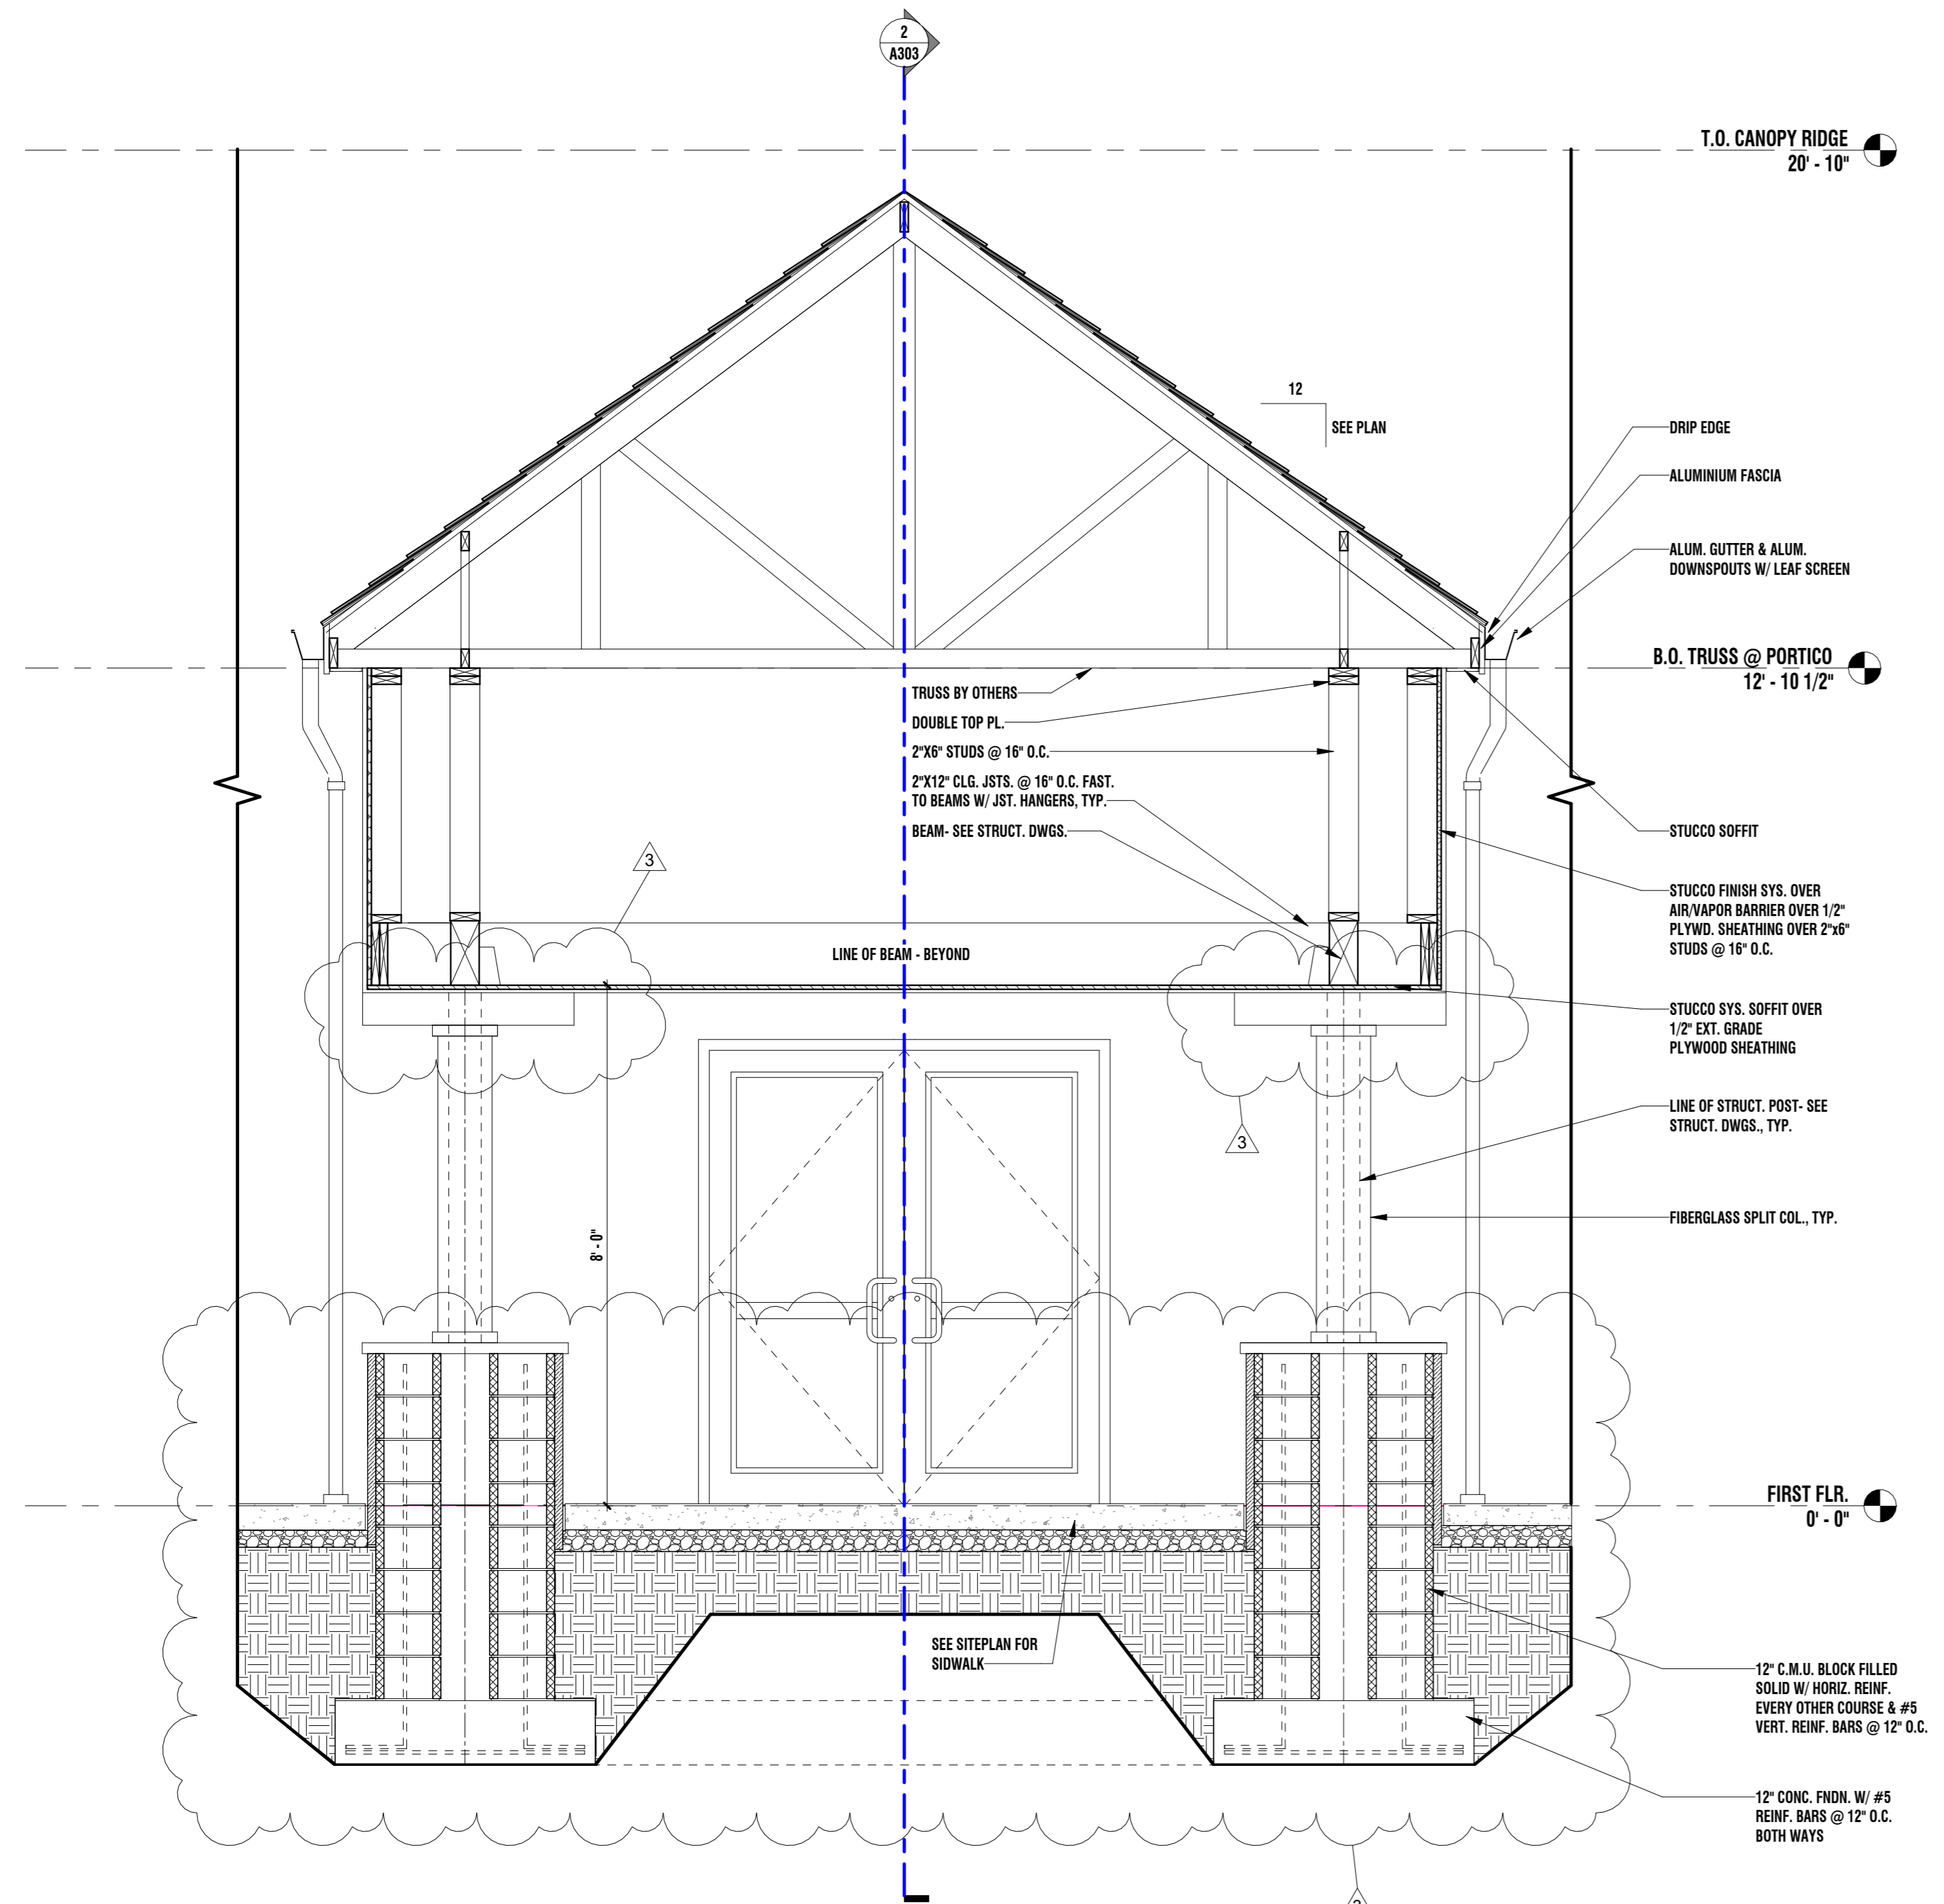 2
A303
T.O. CANOPY RIDGE
20' - 10"
12
SEE PLAN
DRIP EDGE
ALUMINIUM FASCIA
ALUM. GUTTER & ALUM.
DOWNSPOUTS W/ LEAF SCREEN
B.O. TRUSS @ PORTICO
12' - 10 1/2"
TRUSS BY OTHERS
DOUBLE TOP PL.
2"X6" STUDS @ 16" O.C.
2"X12" CLG. JSTS. @ 16" O.C. FAST.
TO BEAMS W/ JST. HANGERS, TYP.
BEAM- SEE STRUCT. DWGS.
STUCCO SOFFIT
3
STUCCO FINISH SYS. OVER
AIR/VAPOR BARRIER OVER 1/2"
PLYWD. SHEATHING OVER 2"x6"
STUDS @ 16" O.C.
LINE OF BEAM - BEYOND
STUCCO SYS. SOFFIT OVER
1/2" EXT. GRADE
PLYWOOD SHEATHING
LINE OF STRUCT. POST- SEE
STRUCT. DWGS., TYP.
3
FIBERGLASS SPLIT COL., TYP.
8' - 0"
FIRST FLR.
0' - 0"
SEE SITEPLAN FOR
SIDWALK
12" C.M.U. BLOCK FILLED
SOLID W/ HORIZ. REINF.
EVERY OTHER COURSE & #5
VERT. REINF. BARS @ 12" O.C.
12" CONC. FNDN. W/ #5
REINF. BARS @ 12" O.C.
BOTH WAYS